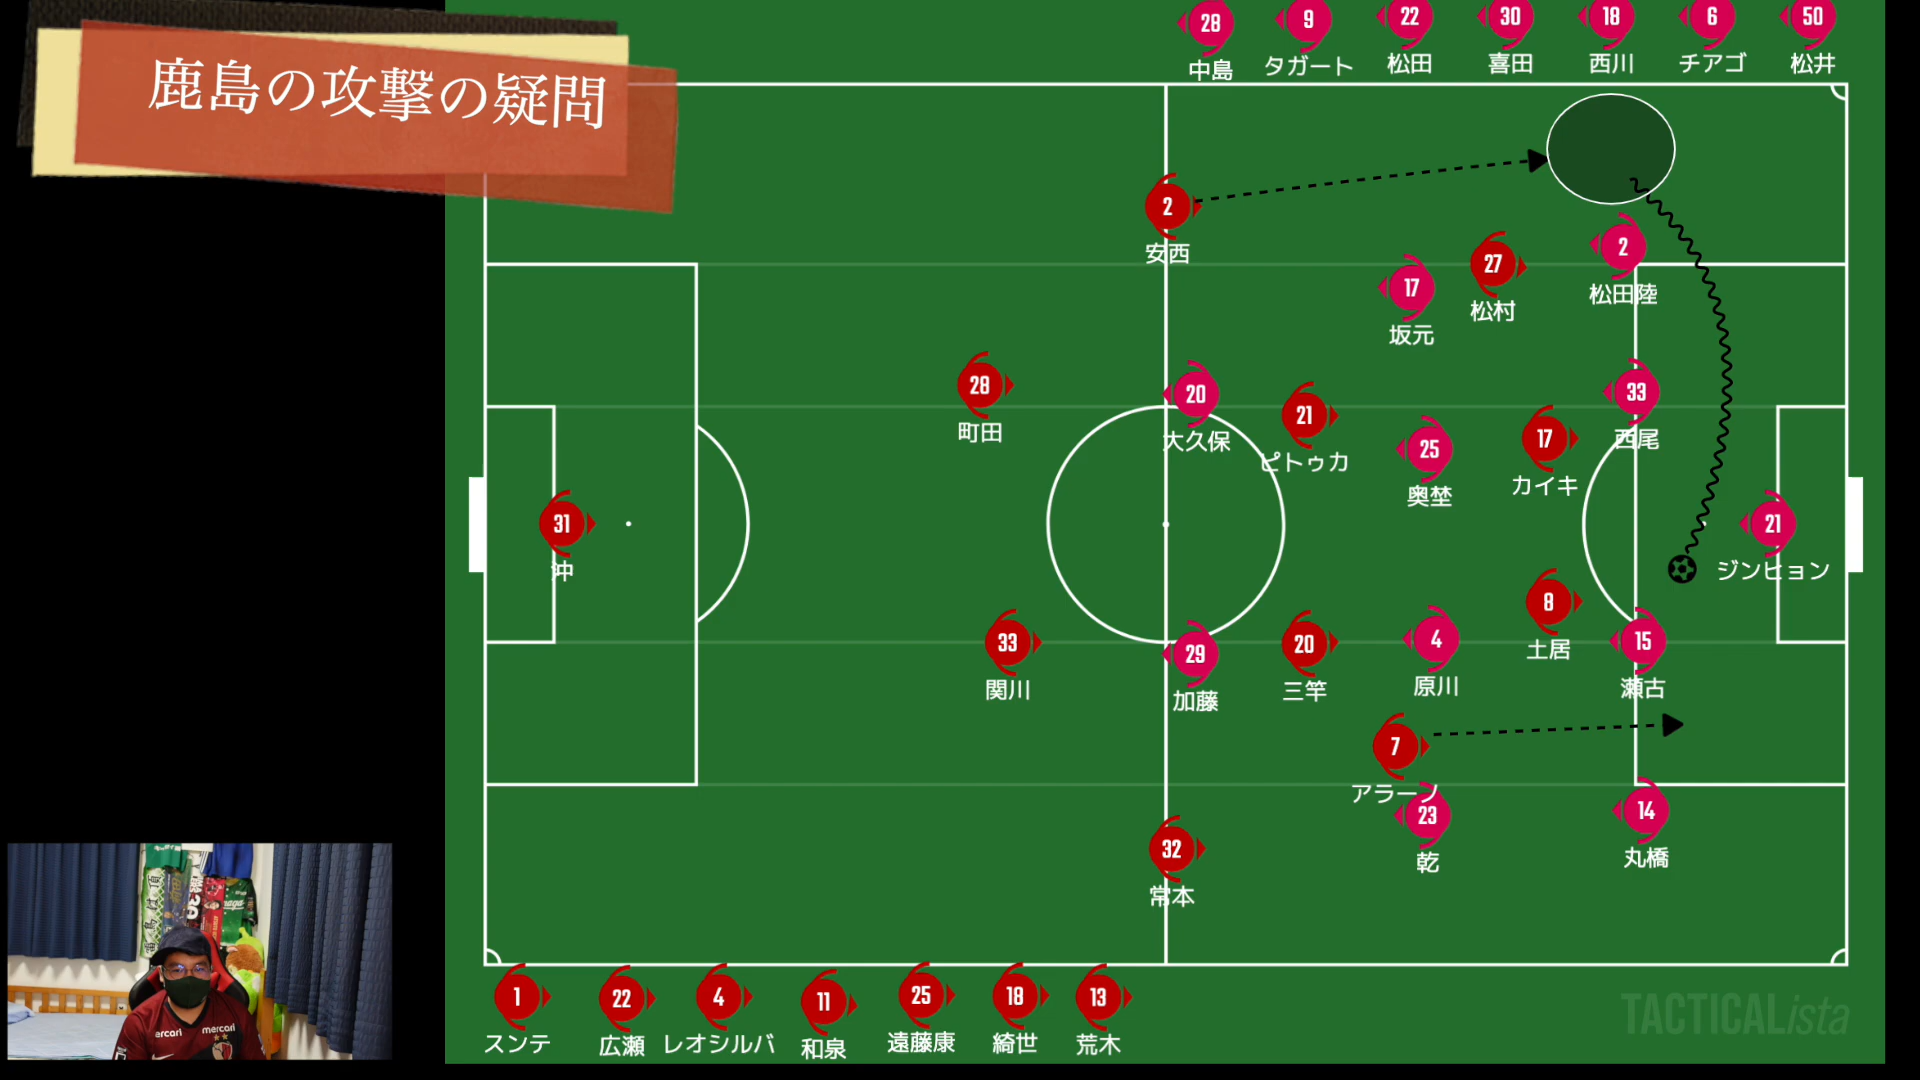 鹿島の攻撃の疑問
28
中島
9
タガート
22
松田
30
喜田
18
西川
6
チアゴ
50
松井
2
安西
2
松田陸
27
松村
17
坂元
28
町田
20
大久保
21
ピトゥカ
25
奥埜
17
カイキ
33
西尾
31
沖
21
ジンヒョン
33
関川
29
加藤
20
三竿
4
原川
8
土居
15
瀬古
7
アラーノ
23
乾
14
丸橋
32
常本
1
スンテ
22
広瀬
4
レオシルバ
11
和泉
25
遠藤康
18
綺世
13
荒木
TACTICALista
ercari
mercari